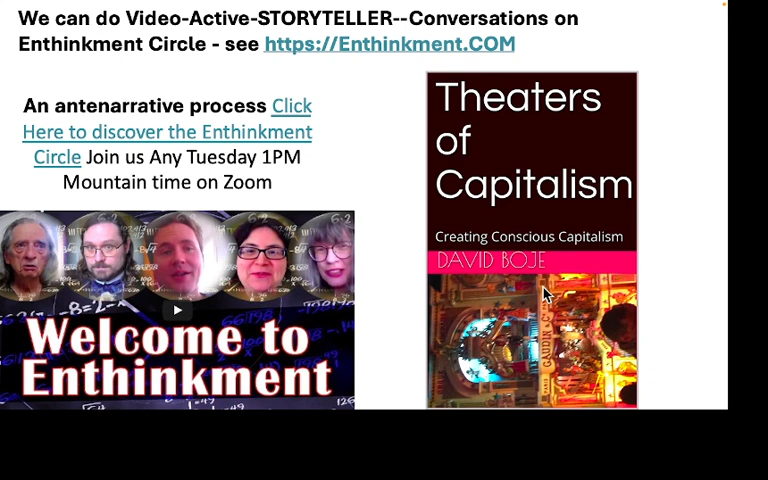 We can do Video-Active-STORYTELLER--Conversations on
Enthinkment Circle - see https://Enthinkment.COM
An antenarrative process Click
Here to discover the Enthinkment
Circle Join us Any Tuesday 1PM
Mountain time on Zoom
Welcome to
Enthinkment
Theaters
of
Capitalism
Creating Conscious Capitalism
DAVID BOJE